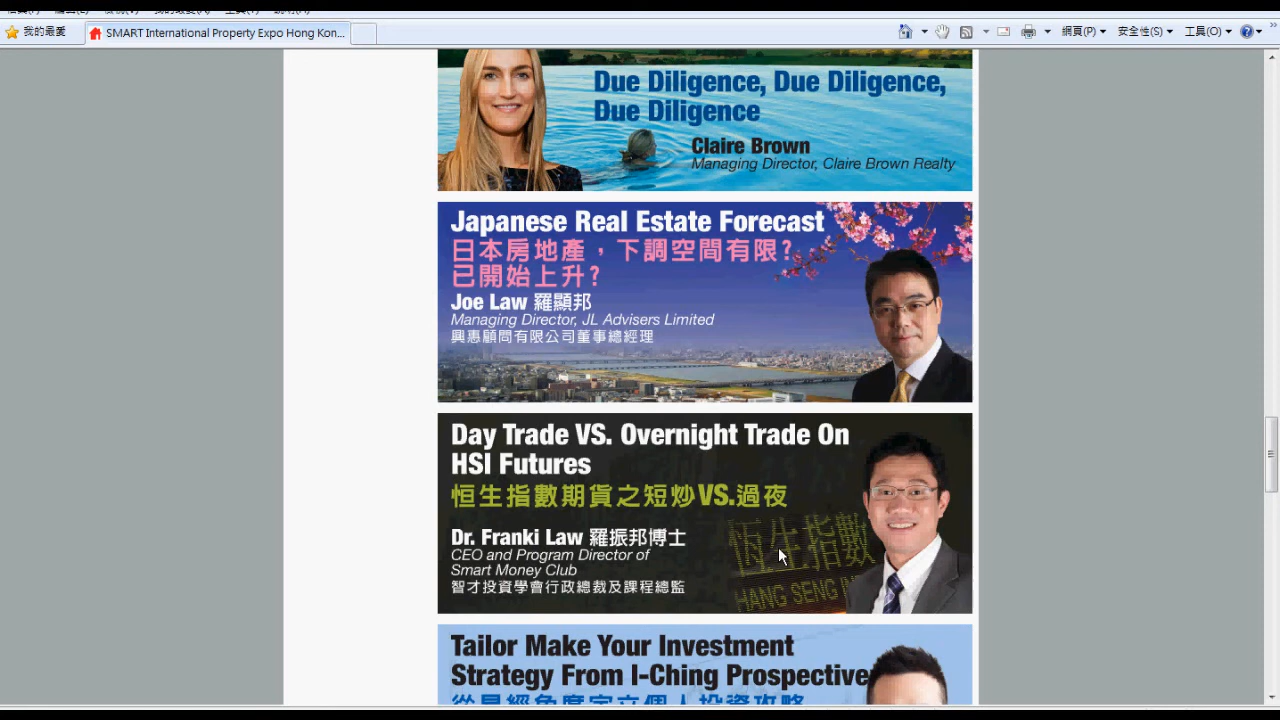 我的最愛
SMART International Property Expo Hong Kon...
網頁(P)
安全性(S)
工具(O)
Due Diligence, Due Diligence,
Due Diligence
Claire Brown
Managing Director, Claire Brown Realty
Japanese Real Estate Forecast
日本房地產，下調空間有限?
已開始上升?
Joe Law 羅顯邦
Managing Director, JL Advisers Limited
興惠顧問有限公司董事總經理
Day Trade VS. Overnight Trade On
HSI Futures
恒生指數期貨之短炒VS.過夜
Dr. Franki Law 羅振邦博士
CEO and Program Director of
Smart Money Club
智才投資學會行政總裁及課程總監
恆生指數
HANG SENG IN
Tailor Make Your Investment
Strategy From I-Ching Prospective